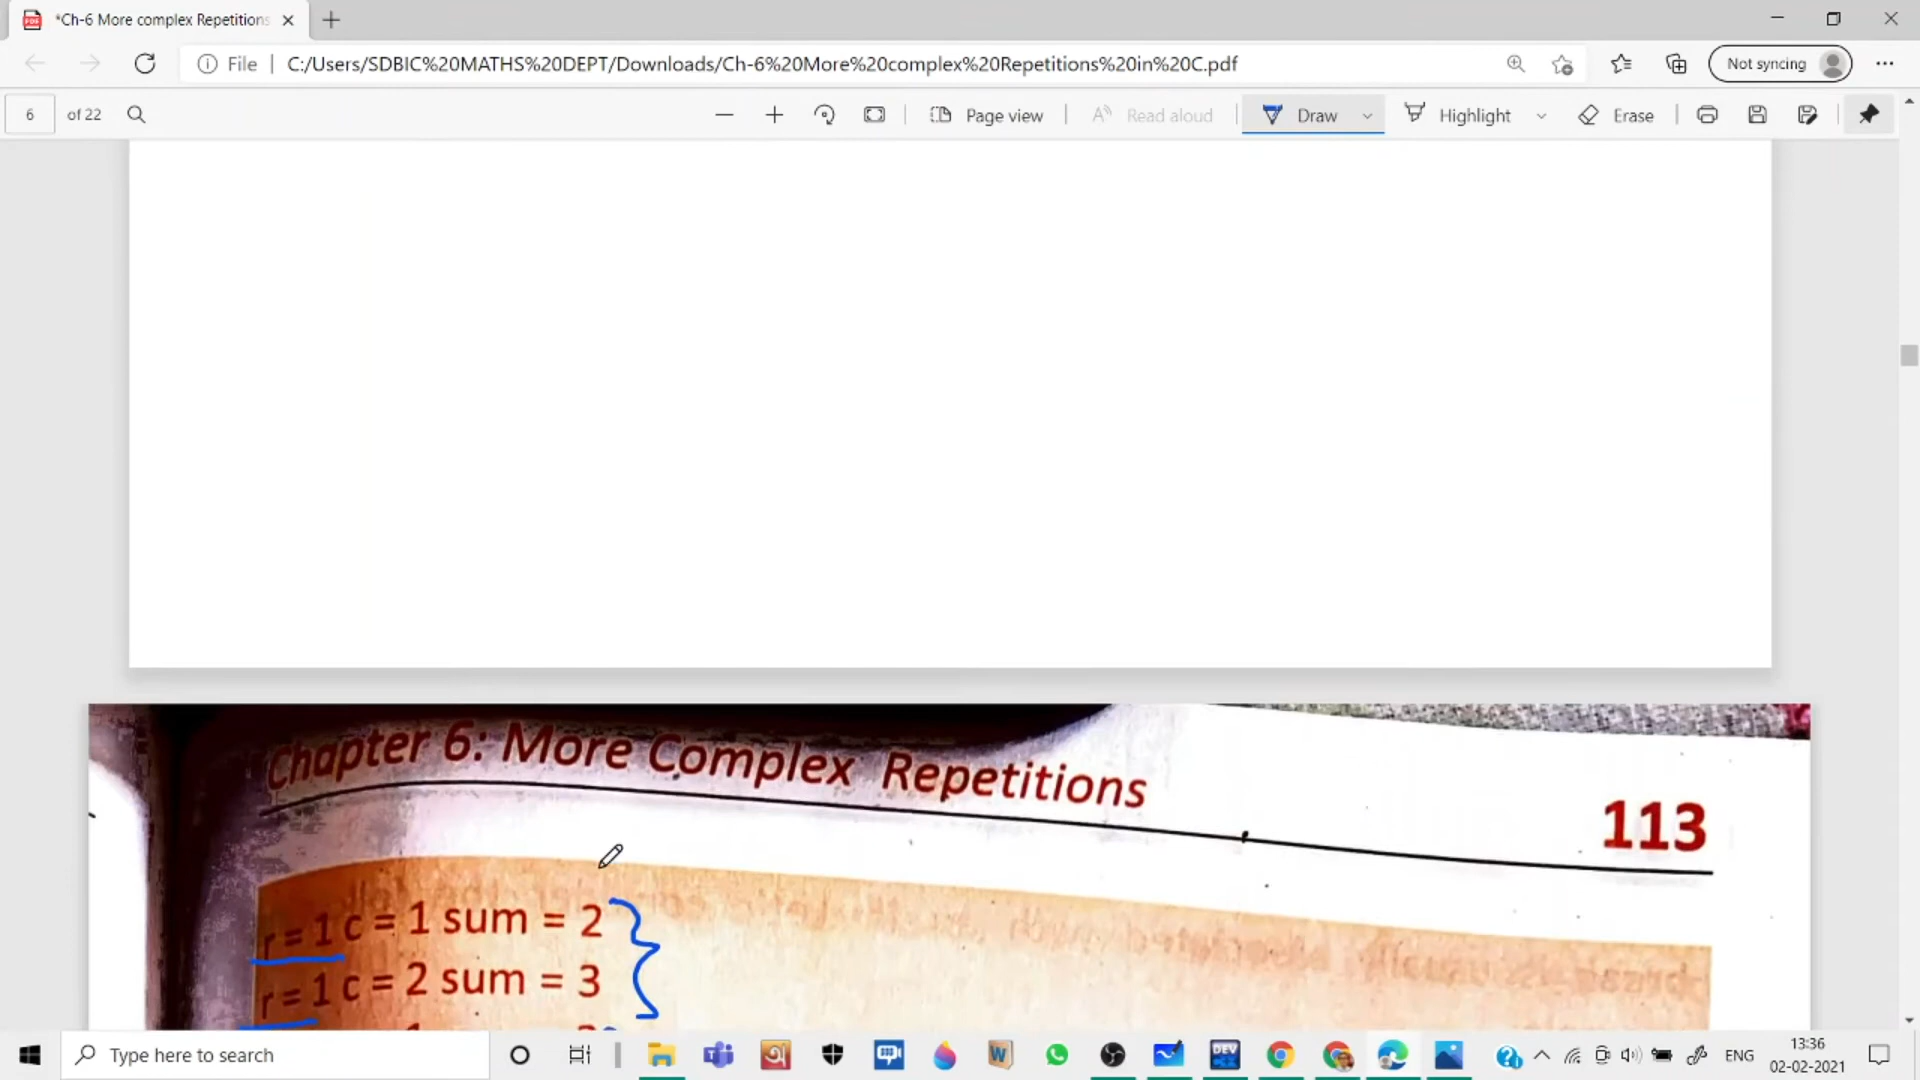 *Ch-6 More complex Repetitions
File
C:/Users/SDBIC%20MATHS%20DEPT/Downloads/Ch-6%20More%20complex%20Repetitions%20in%20C.pdf
Not syncing
6 of 22
Page view
Read aloud
Draw
Highlight
Erase
Chapter 6: More Complex Repetitions
113
r = 1 c = 1 sum = 2
r = 1 c = 2 sum = 3
Type here to search
DEV
ENG
13:36
02-02-2021